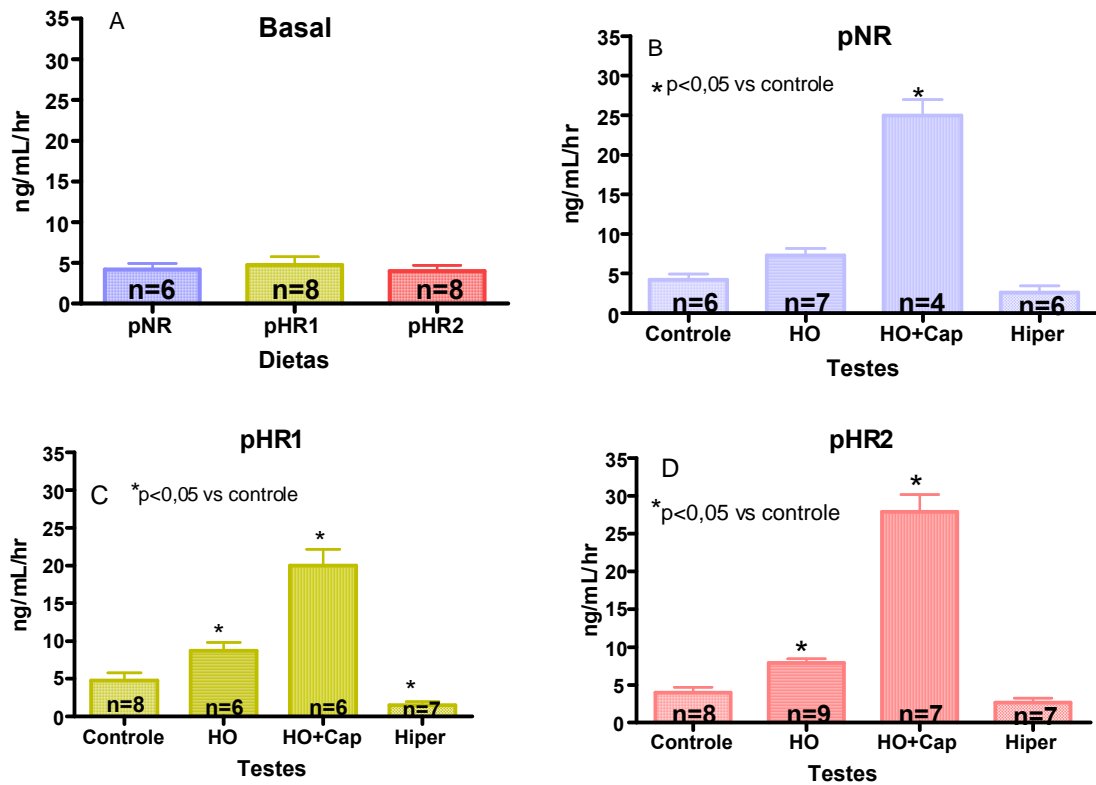 A
Basal
35
30
25
20
15
10
5
0
ng/mL/hr
n=6 n=8 n=8
pNR pHR1 pHR2
Dietas
B
pNR
* p<0,05 vs controle
35
30
25
20
15
10
5
0
ng/mL/hr
*
n=6 n=7 n=4 n=6
Controle HO HO+Cap Hiper
Testes
pHR1
C
*p<0,05 vs controle
35
30
25
20
15
10
5
0
ng/mL/hr
* * *
n=8 n=6 n=6 n=7
Controle HO HO+Cap Hiper
Testes
pHR2
D
*p<0,05 vs controle
35
30
25
20
15
10
5
0
ng/mL/hr
* *
n=8 n=9 n=7 n=7
Controle HO HO+Cap Hiper
Testes